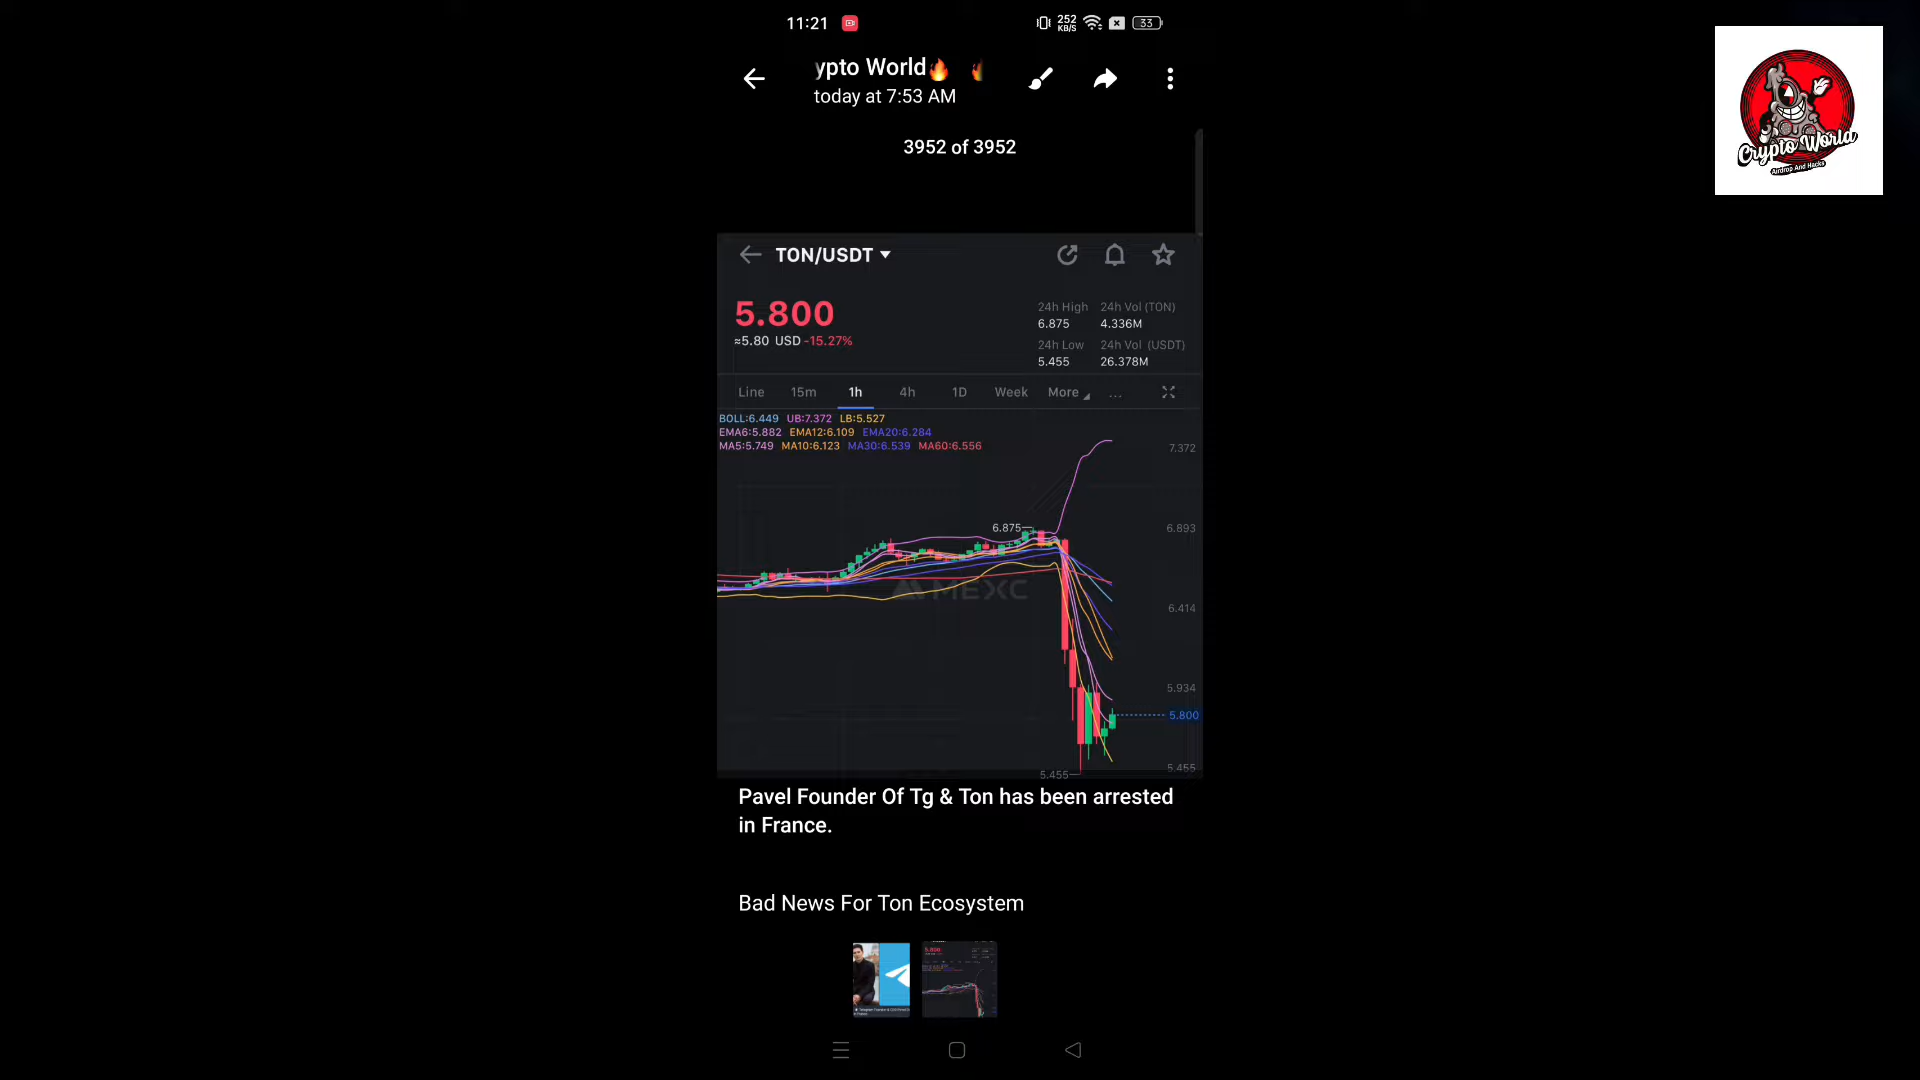 11:21
252
KB/S
33
ypto World🔥
today at 7:53 AM
3952 of 3952
Crypto World
Airdrop And Hacks
TON/USDT
5.800
≈5.80 USD -15.27%
24h High 24h Vol (TON)
6.875 4.336M
24h Low 24h Vol (USDT)
5.455 26.378M
Line 15m 1h 4h 1D Week More ...
BOLL:6.449 UB:7.372 LB:5.527
EMA6:5.882 EMA12:6.109 EMA20:6.284
MA5:5.749 MA10:6.123 MA30:6.539 MA60:6.556
7.372
6.875
6.893
MEXC
6.414
5.934
5.800
5.455
5.455
Pavel Founder Of Tg & Ton has been arrested
in France.
Bad News For Ton Ecosystem